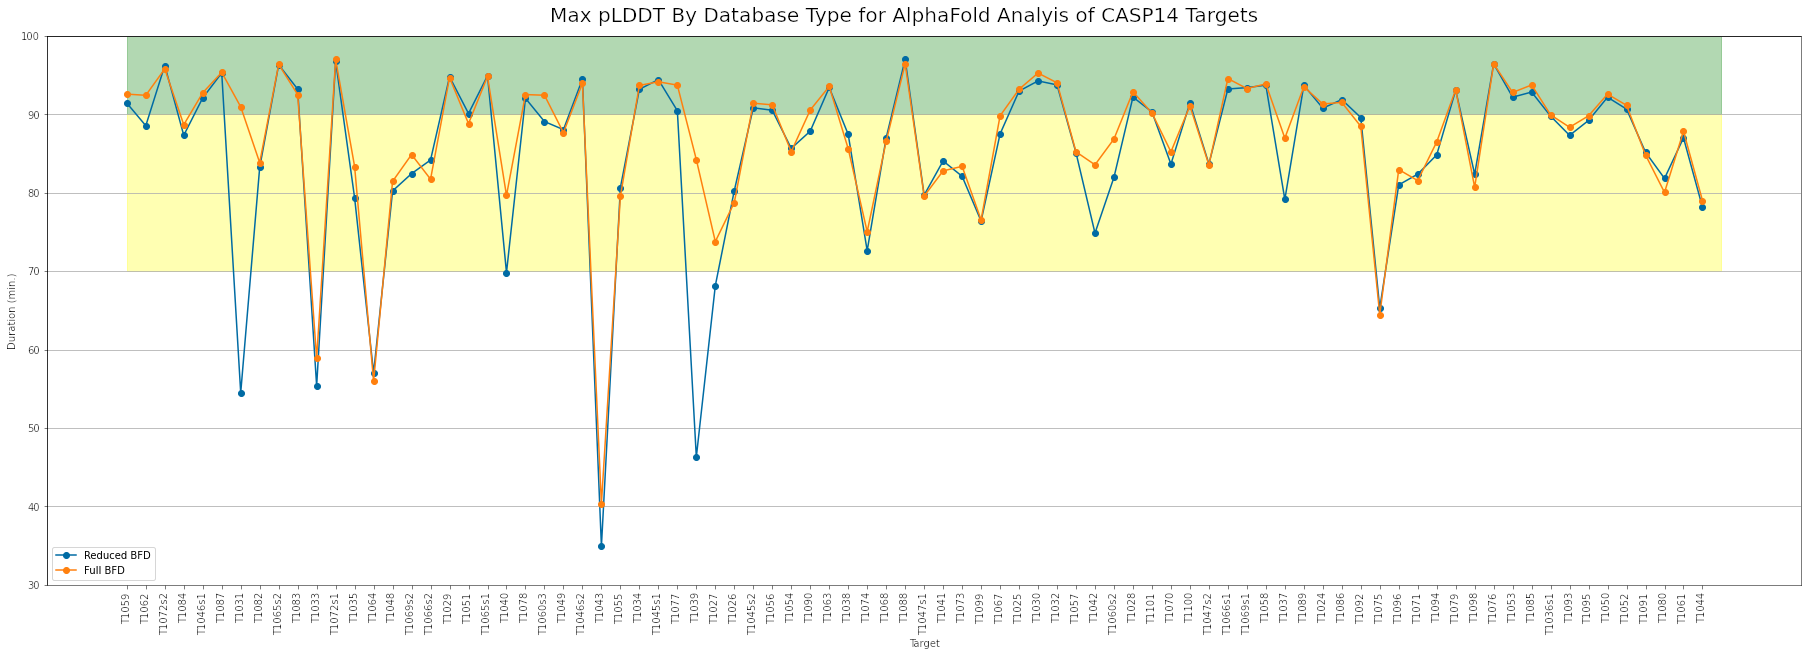 Max pLDDT By Database Type for AlphaFold Analyis of CASP14 Targets
100
90
80
70
60
50
40
30
Duration (min.)
Reduced BFD
Full BFD
T1059
T1062
T1072s2
T1084
T1046s1
T1087
T1031
T1082
T1065s2
T1083
T1033
T1072s1
T1035
T1064
T1048
T1069s2
T1066s2
T1029
T1051
T1065s1
T1040
T1078
T1060s3
T1049
T1046s2
T1043
T1055
T1034
T1045s1
T1077
T1039
T1027
T1026
T1045s2
T1056
T1054
T1090
T1063
T1038
T1074
T1068
T1088
T1047s1
T1041
T1073
T1099
T1067
T1025
T1030
T1032
T1057
T1042
T1060s2
T1028
T1101
T1070
T1100
T1047s2
T1066s1
T1069s1
T1058
T1037
T1089
T1024
T1086
T1092
T1075
T1096
T1071
T1094
T1079
T1098
T1076
T1053
T1085
T1036s1
T1093
T1095
T1050
T1052
T1091
T1080
T1061
T1044
Target